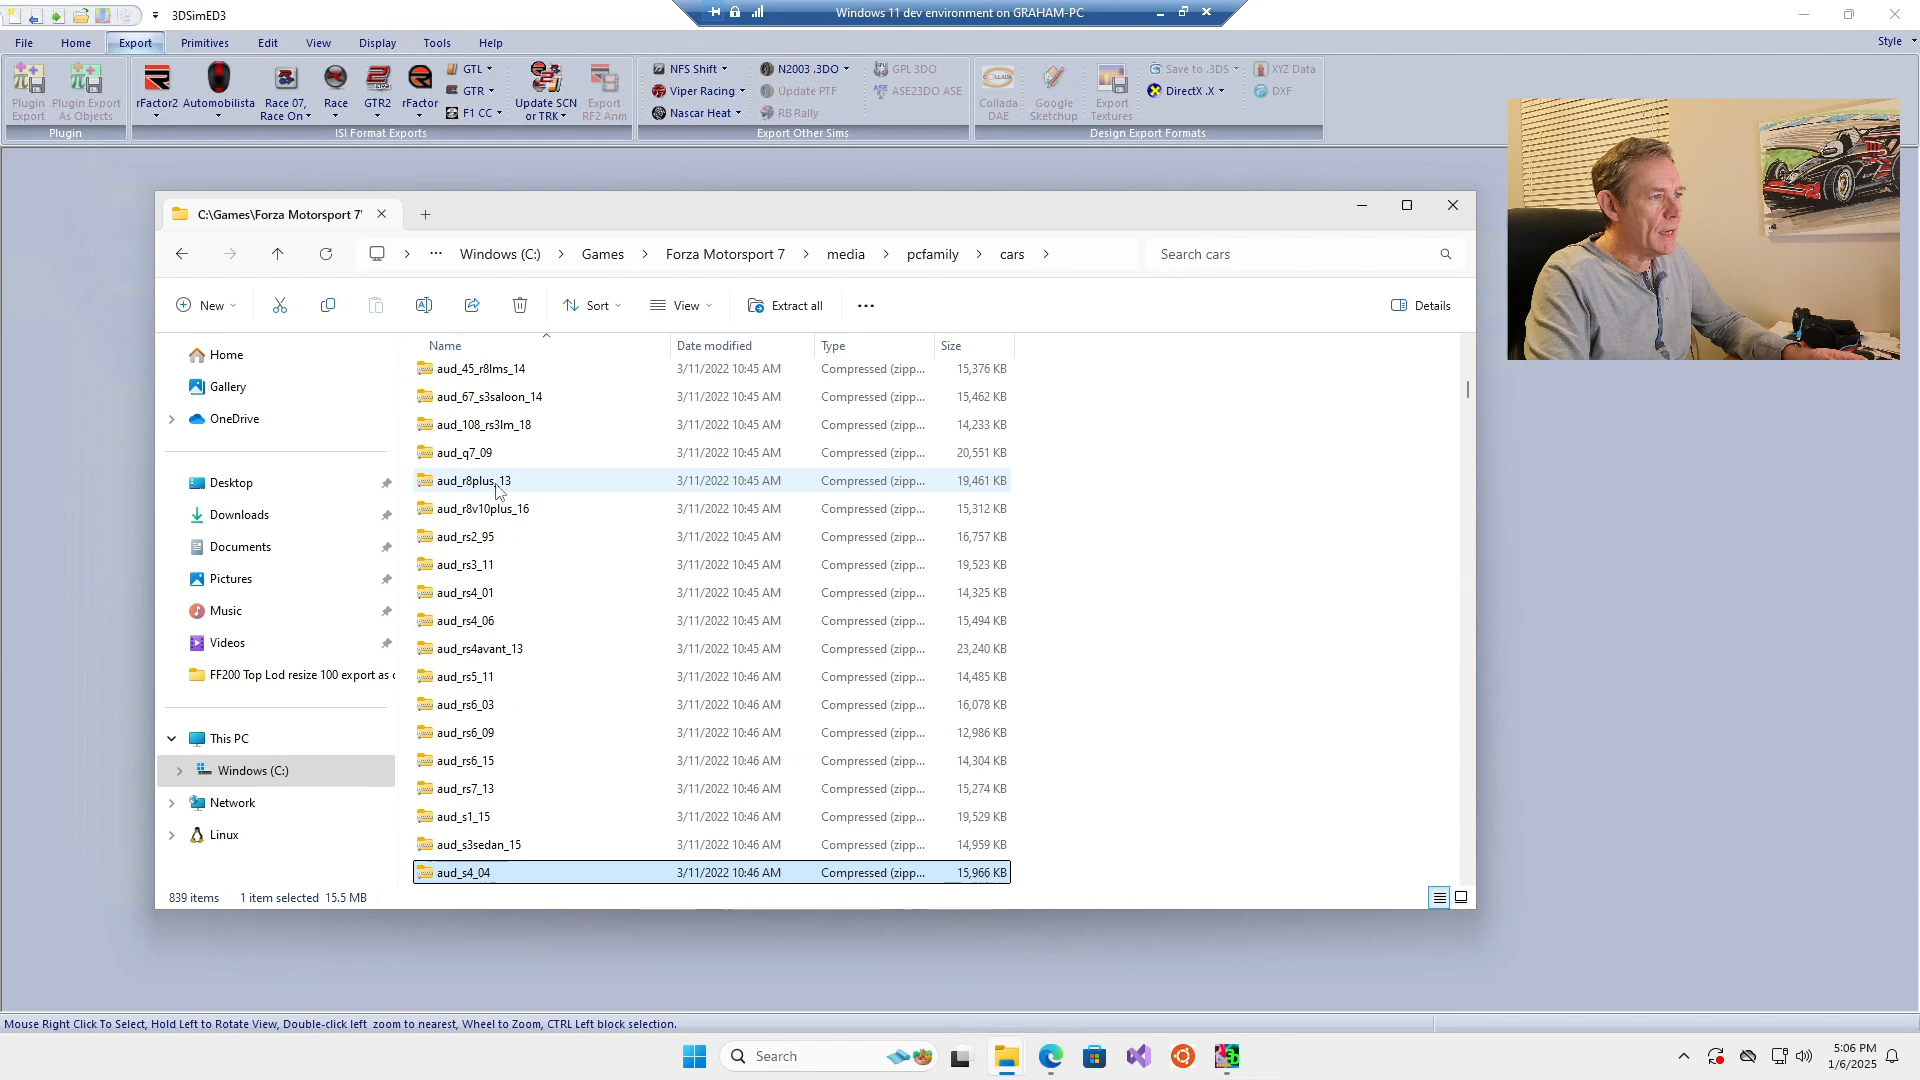 3DSimED3
Windows 11 dev environment on GRAHAM-PC
File Home Export Primitives Edit View Display Tools Help Style
Plugin Export
Plugin Export As Objects
Plugin
rFactor2
Automobilista
Race 07, Race On
Race
GTR2
rFactor
GTL
GTR
F1 CC
Update SCN or TRK
Export RF2 Anm
ISI Format Exports
NFS Shift
Viper Racing
Nascar Heat
N2003 .3DO
Update PTF
RB Rally
GPL 3DO
ASE23DO ASE
Export Other Sims
Collada DAE
Google Sketchup
Export Textures
Save to .3DS
DirectX .X
XYZ Data
DXF
Design Export Formats
C:\Games\Forza Motorsport 7'
Windows (C:) Games Forza Motorsport 7 media pcfamily cars
Search cars
New Sort View Extract all Details
Home
Gallery
OneDrive
Desktop
Downloads
Documents
Pictures
Music
Videos
FF200 Top Lod resize 100 export as c
This PC
Windows (C:)
Network
Linux
Name Date modified Type Size
aud_45_r8lms_14 3/11/2022 10:45 AM Compressed (zipp... 15,376 KB
aud_67_s3saloon_14 3/11/2022 10:45 AM Compressed (zipp... 15,462 KB
aud_108_rs3lm_18 3/11/2022 10:45 AM Compressed (zipp... 14,233 KB
aud_q7_09 3/11/2022 10:45 AM Compressed (zipp... 20,551 KB
aud_r8plus_13 3/11/2022 10:45 AM Compressed (zipp... 19,461 KB
aud_r8v10plus_16 3/11/2022 10:45 AM Compressed (zipp... 15,312 KB
aud_rs2_95 3/11/2022 10:45 AM Compressed (zipp... 16,757 KB
aud_rs3_11 3/11/2022 10:45 AM Compressed (zipp... 19,523 KB
aud_rs4_01 3/11/2022 10:45 AM Compressed (zipp... 14,325 KB
aud_rs4_06 3/11/2022 10:45 AM Compressed (zipp... 15,494 KB
aud_rs4avant_13 3/11/2022 10:45 AM Compressed (zipp... 23,240 KB
aud_rs5_11 3/11/2022 10:46 AM Compressed (zipp... 14,485 KB
aud_rs6_03 3/11/2022 10:46 AM Compressed (zipp... 16,078 KB
aud_rs6_09 3/11/2022 10:46 AM Compressed (zipp... 12,986 KB
aud_rs6_15 3/11/2022 10:46 AM Compressed (zipp... 14,304 KB
aud_rs7_13 3/11/2022 10:46 AM Compressed (zipp... 15,274 KB
aud_s1_15 3/11/2022 10:46 AM Compressed (zipp... 19,529 KB
aud_s3sedan_15 3/11/2022 10:46 AM Compressed (zipp... 14,959 KB
aud_s4_04 3/11/2022 10:46 AM Compressed (zipp... 15,966 KB
839 items 1 item selected 15.5 MB
Mouse Right Click To Select, Hold Left to Rotate View, Double-click left zoom to nearest, Wheel to Zoom, CTRL Left block selection.
Search
5:06 PM
1/6/2025